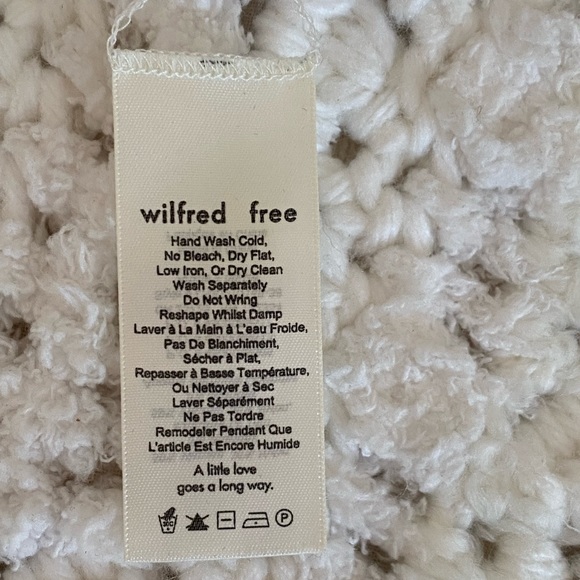 wilfred free
Hand Wash Cold,
No Bleach, Dry Flat,
Low Iron, Or Dry Clean
Wash Separately
Do Not Wring
Reshape Whilst Damp
Laver à La Main à L'eau Froide,
Pas De Blanchiment,
Sécher à Plat,
Repasser à Basse Température,
Ou Nettoyer à Sec
Laver Séparément
Ne Pas Tordre
Remodeler Pendant Que
L'article Est Encore Humide
A little love
goes a long way.
P